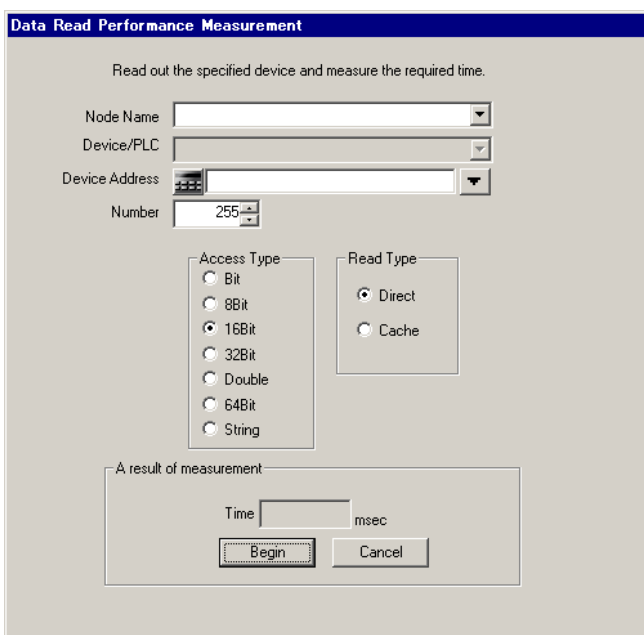 Data Read Performance Measurement
Read out the specified device and measure the required time.
Node Name
Device/PLC
Device Address
Number 255
Access Type
Bit
8Bit
16Bit
32Bit
Double
64Bit
String
Read Type
Direct
Cache
A result of measurement
Time msec
Begin Cancel